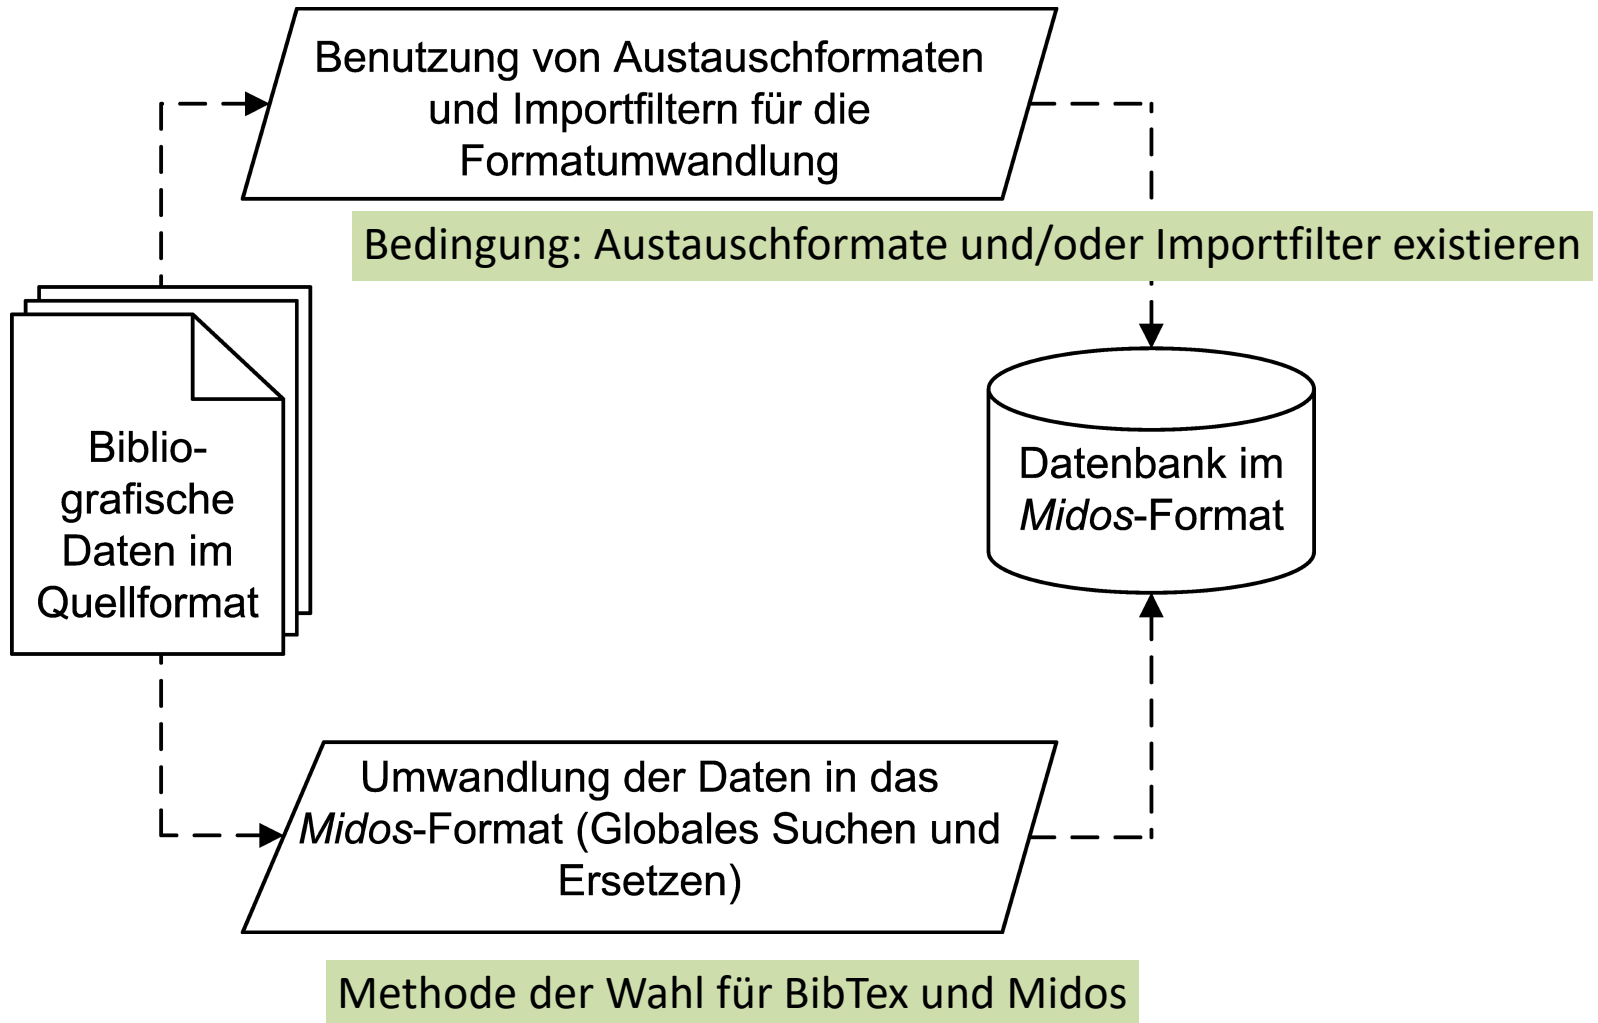 Benutzung von Austauschformaten
und Importfiltern für die
Formatumwandlung
Bedingung: Austauschformate und/oder Importfilter existieren
Biblio-
grafische
Daten im
Quellformat
Datenbank im
Midos-Format
Umwandlung der Daten in das
Midos-Format (Globales Suchen und
Ersetzen)
Methode der Wahl für BibTex und Midos